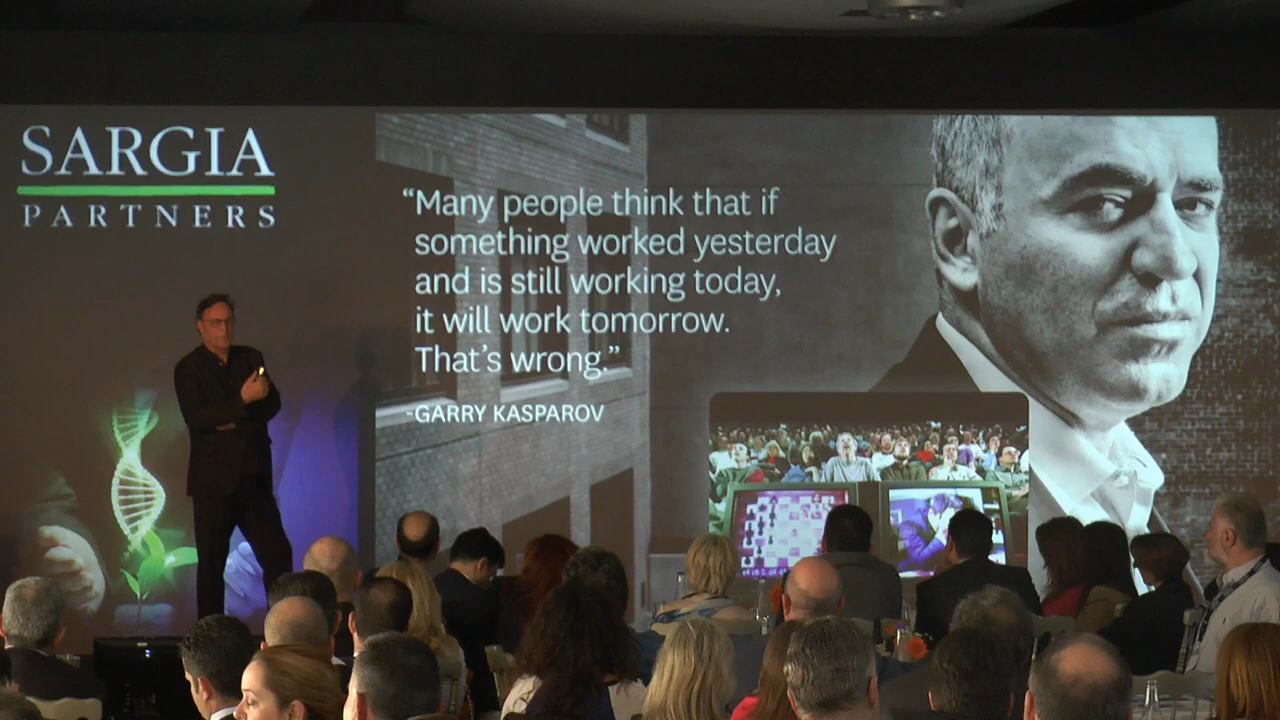 SARGIA
PARTNERS
“Many people think that if
something worked yesterday
and is still working today,
it will work tomorrow.
That’s wrong.”
-GARRY KASPAROV